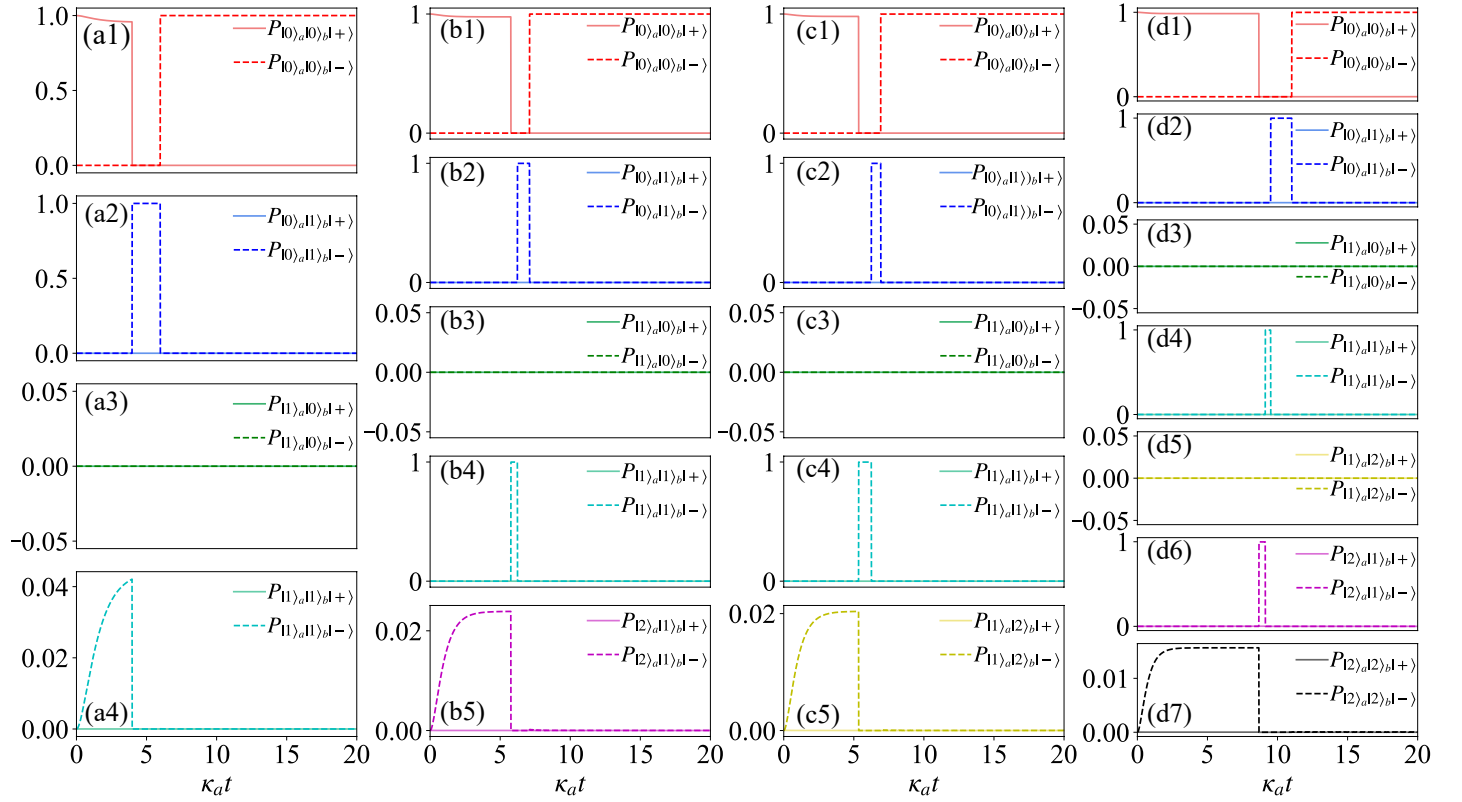 (a1)
1.0
0.5
0.0
P|0⟩a|0⟩b|+⟩
P|0⟩a|0⟩b|−⟩
(a2)
1.0
0.5
0.0
P|0⟩a|1⟩b|+⟩
P|0⟩a|1⟩b|−⟩
(a3)
0.05
0.00
−0.05
P|1⟩a|0⟩b|+⟩
P|1⟩a|0⟩b|−⟩
(a4)
0.04
0.02
0.00
P|1⟩a|1⟩b|+⟩
P|1⟩a|1⟩b|−⟩
0 5 10 15 20
κat
(b1)
1
0
P|0⟩a|0⟩b|+⟩
P|0⟩a|0⟩b|−⟩
(b2)
1
0
P|0⟩a|1⟩b|+⟩
P|0⟩a|1⟩b|−⟩
(b3)
0.05
0.00
−0.05
P|1⟩a|0⟩b|+⟩
P|1⟩a|0⟩b|−⟩
(b4)
1
0
P|1⟩a|1⟩b|+⟩
P|1⟩a|1⟩b|−⟩
(b5)
0.02
0.00
P|2⟩a|1⟩b|+⟩
P|2⟩a|1⟩b|−⟩
0 5 10 15 20
κat
(c1)
1
0
P|0⟩a|0⟩b|+⟩
P|0⟩a|0⟩b|−⟩
(c2)
1
0
P|0⟩a|1⟩⟩b|+⟩
P|0⟩a|1⟩⟩b|−⟩
(c3)
0.05
0.00
−0.05
P|1⟩a|0⟩b|+⟩
P|1⟩a|0⟩b|−⟩
(c4)
1
0
P|1⟩a|1⟩b|+⟩
P|1⟩a|1⟩b|−⟩
(c5)
0.02
0.00
P|1⟩a|2⟩b|+⟩
P|1⟩a|2⟩b|−⟩
0 5 10 15 20
κat
(d1)
1
0
P|0⟩a|0⟩b|+⟩
P|0⟩a|0⟩b|−⟩
(d2)
1
0
P|0⟩a|1⟩b|+⟩
P|0⟩a|1⟩b|−⟩
(d3)
0.05
0.00
−0.05
P|1⟩a|0⟩b|+⟩
P|1⟩a|0⟩b|−⟩
(d4)
1
0
P|1⟩a|1⟩b|+⟩
P|1⟩a|1⟩b|−⟩
(d5)
0.05
0.00
−0.05
P|1⟩a|2⟩b|+⟩
P|1⟩a|2⟩b|−⟩
(d6)
1
0
P|2⟩a|1⟩b|+⟩
P|2⟩a|1⟩b|−⟩
(d7)
0.01
0.00
P|2⟩a|2⟩b|+⟩
P|2⟩a|2⟩b|−⟩
0 5 10 15 20
κat